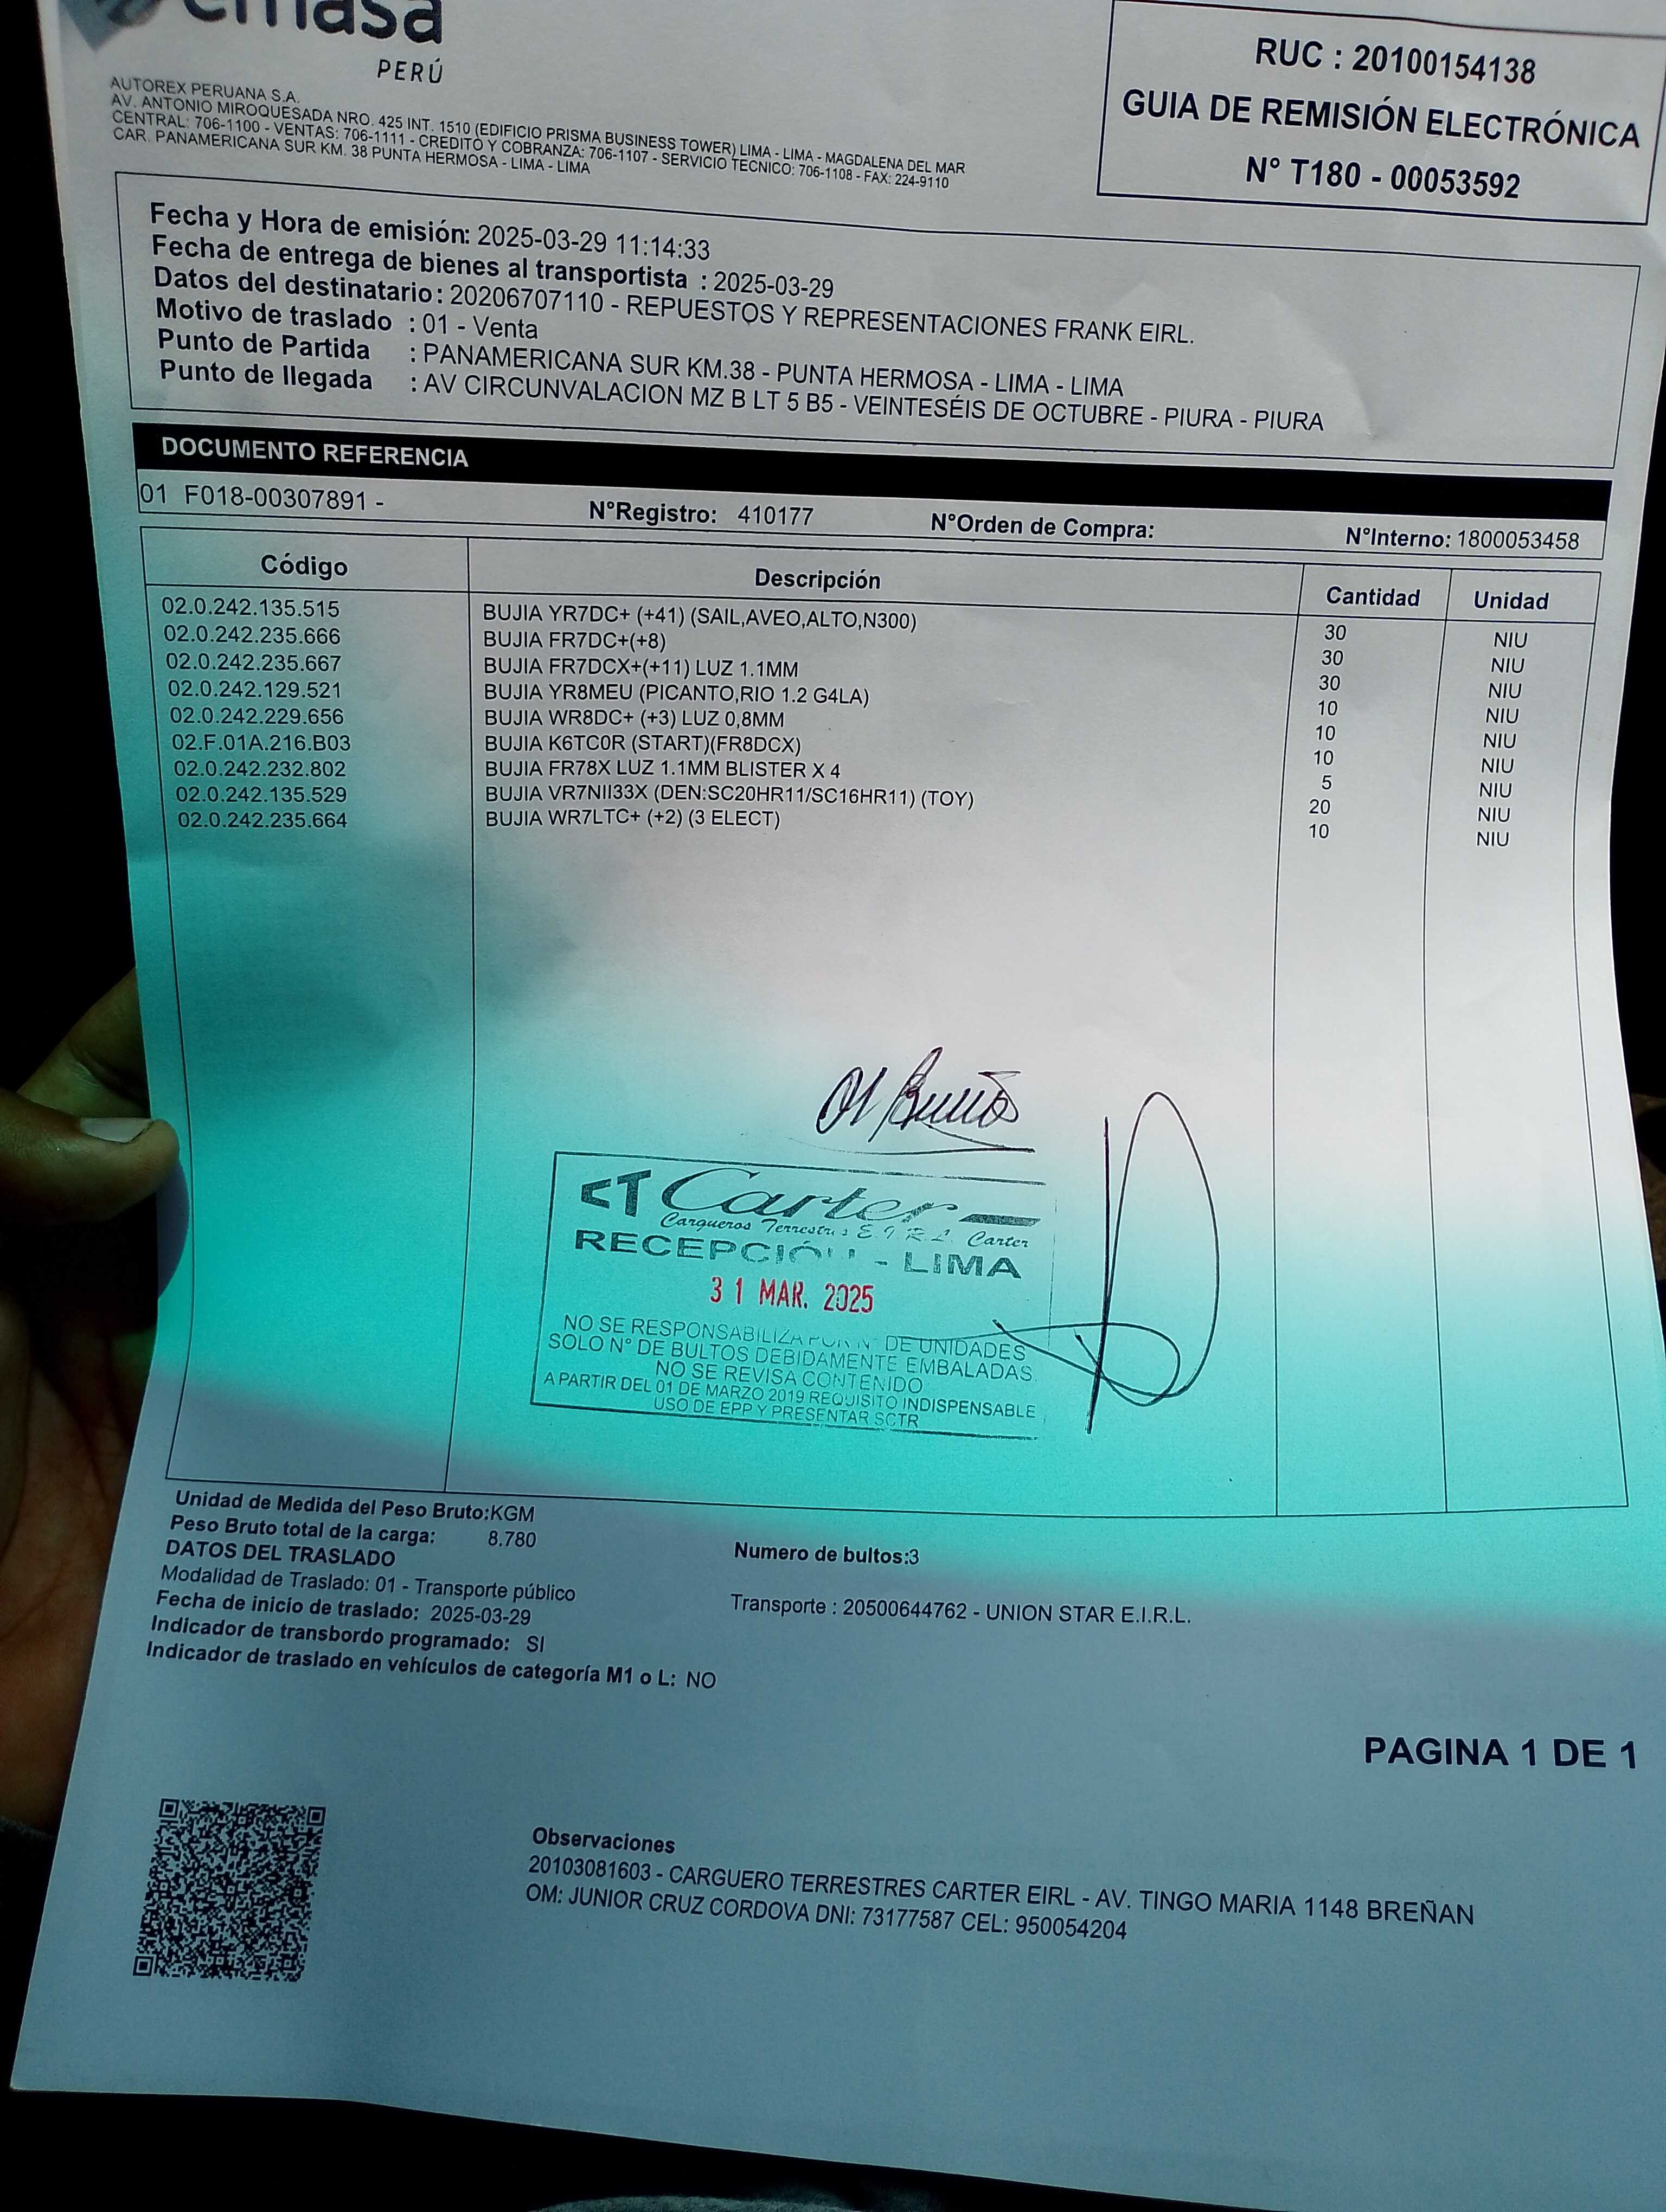 emasa
PERÚ
AUTOREX PERUANA S.A.
AV. ANTONIO MIROQUESADA NRO. 425 INT. 1510 (EDIFICIO PRISMA BUSINESS TOWER) LIMA - LIMA - MAGDALENA DEL MAR
CENTRAL: 706-1100 - VENTAS: 706-1111 - CREDITO Y COBRANZA: 706-1107 - SERVICIO TECNICO: 706-1108 - FAX: 224-9110
CAR. PANAMERICANA SUR KM. 38 PUNTA HERMOSA - LIMA - LIMA
RUC : 20100154138
GUIA DE REMISIÓN ELECTRÓNICA
N° T180 - 00053592
Fecha y Hora de emisión: 2025-03-29 11:14:33
Fecha de entrega de bienes al transportista : 2025-03-29
Datos del destinatario: 20206707110 - REPUESTOS Y REPRESENTACIONES FRANK EIRL.
Motivo de traslado : 01 - Venta
Punto de Partida : PANAMERICANA SUR KM.38 - PUNTA HERMOSA - LIMA - LIMA
Punto de llegada : AV CIRCUNVALACION MZ B LT 5 B5 - VEINTESÉIS DE OCTUBRE - PIURA - PIURA
DOCUMENTO REFERENCIA
01 F018-00307891 - N°Registro: 410177 N°Orden de Compra: N°Interno: 1800053458
Código Descripción Cantidad Unidad
02.0.242.135.515 BUJIA YR7DC+ (+41) (SAIL,AVEO,ALTO,N300) 30 NIU
02.0.242.235.666 BUJIA FR7DC+(+8) 30 NIU
02.0.242.235.667 BUJIA FR7DCX+(+11) LUZ 1.1MM 30 NIU
02.0.242.129.521 BUJIA YR8MEU (PICANTO,RIO 1.2 G4LA) 10 NIU
02.0.242.229.656 BUJIA WR8DC+ (+3) LUZ 0,8MM 10 NIU
02.F.01A.216.B03 BUJIA K6TC0R (START)(FR8DCX) 10 NIU
02.0.242.232.802 BUJIA FR78X LUZ 1.1MM BLISTER X 4 5 NIU
02.0.242.135.529 BUJIA VR7NII33X (DEN:SC20HR11/SC16HR11) (TOY) 20 NIU
02.0.242.235.664 BUJIA WR7LTC+ (+2) (3 ELECT) 10 NIU
CT Carter
Cargueros Terrestres E.I.R.L. Carter
RECEPCIÓN - LIMA
31 MAR. 2025
NO SE RESPONSABILIZA POR N° DE UNIDADES
SOLO N° DE BULTOS DEBIDAMENTE EMBALADAS
NO SE REVISA CONTENIDO
A PARTIR DEL 01 DE MARZO 2019 REQUISITO INDISPENSABLE
USO DE EPP Y PRESENTAR SCTR
Unidad de Medida del Peso Bruto:KGM
Peso Bruto total de la carga: 8.780
Numero de bultos:3
DATOS DEL TRASLADO
Modalidad de Traslado: 01 - Transporte público
Transporte : 20500644762 - UNION STAR E.I.R.L.
Fecha de inicio de traslado: 2025-03-29
Indicador de transbordo programado: SI
Indicador de traslado en vehículos de categoría M1 o L: NO
PAGINA 1 DE 1
Observaciones
20103081603 - CARGUERO TERRESTRES CARTER EIRL - AV. TINGO MARIA 1148 BREÑAN
OM: JUNIOR CRUZ CORDOVA DNI: 73177587 CEL: 950054204